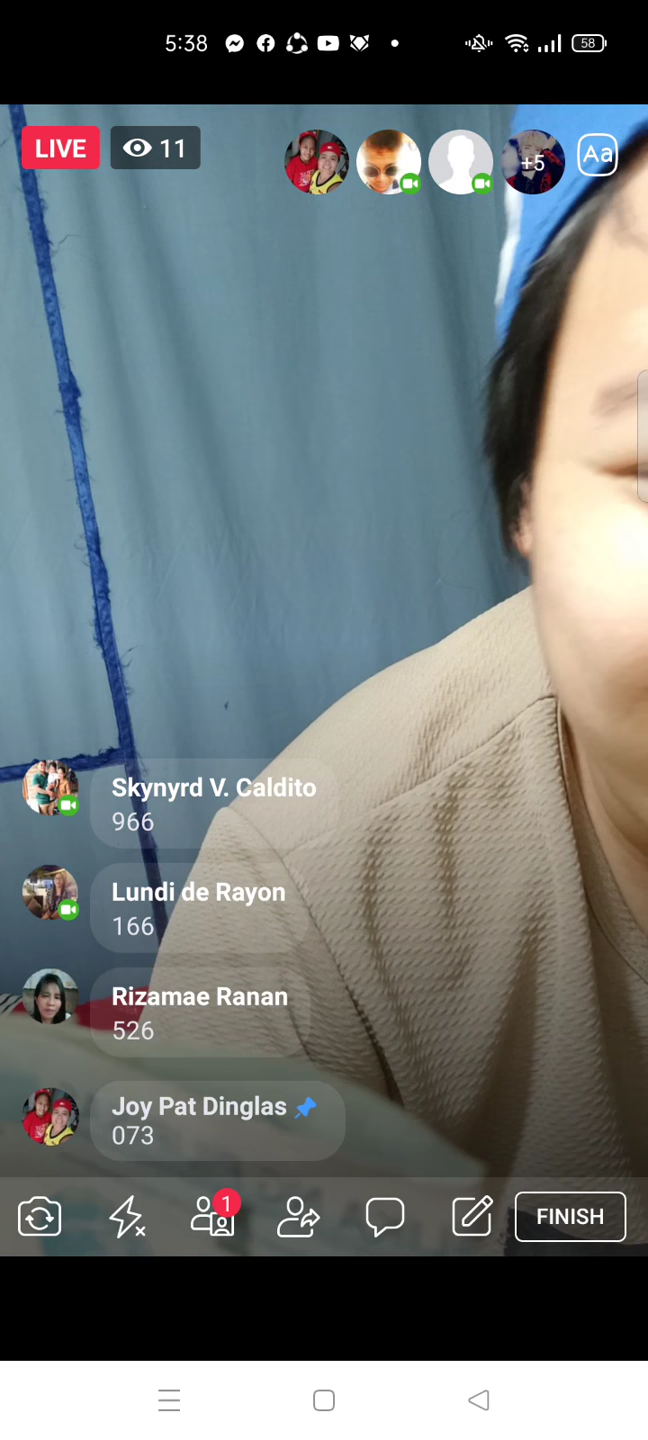 5:38
58
LIVE
11
+5
Aa
Skynyrd V. Caldito
966
Lundi de Rayon
166
Rizamae Ranan
526
Joy Pat Dinglas
073
1
FINISH